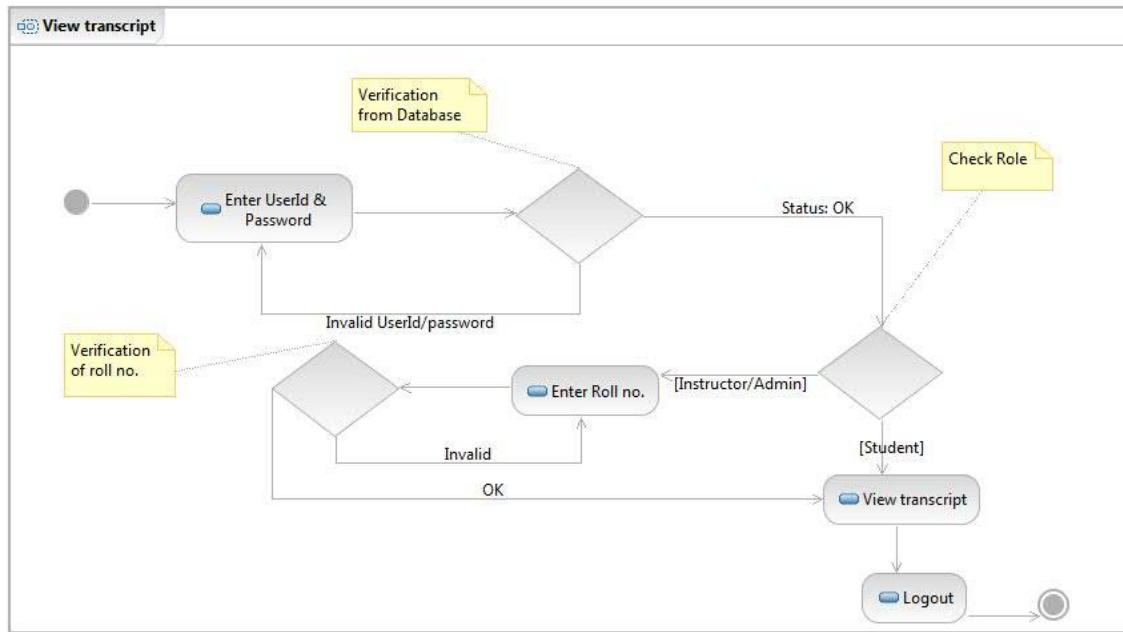 View transcript
Verification
from Database
Check Role
Enter UserId &
Password
Status: OK
Invalid UserId/password
Verification
of roll no.
[Instructor/Admin]
Enter Roll no.
Invalid
[Student]
OK
View transcript
Logout